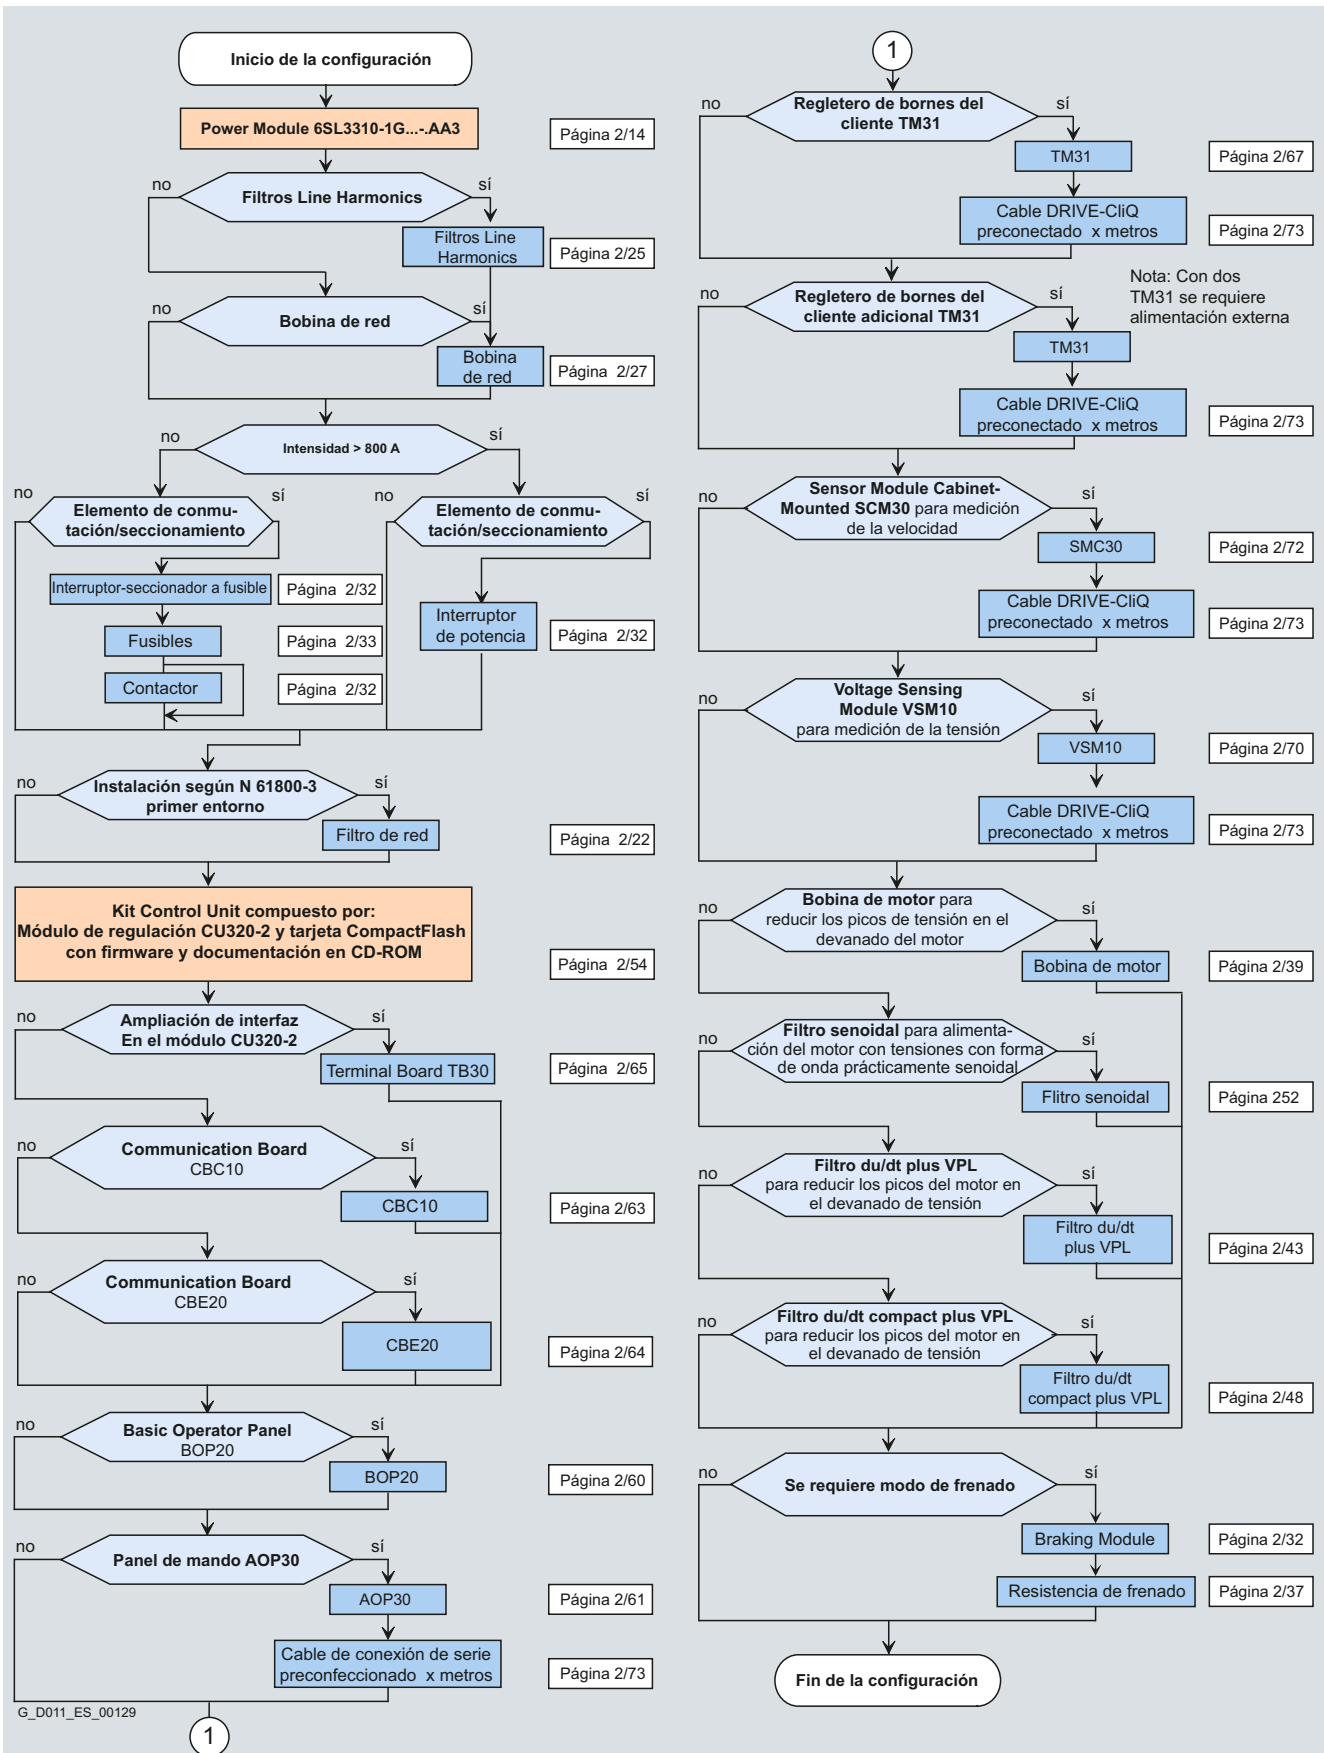 Inicio de la configuración
Power Module 6SL3310-1G...-.AA3
Página 2/14
no
Filtros Line Harmonics
sí
Filtros Line
Harmonics
Página 2/25
no
Bobina de red
sí
Bobina
de red
Página 2/27
no
Intensidad > 800 A
sí
no
Elemento de conmu-
tación/seccionamiento
sí
no
Elemento de conmu-
tación/seccionamiento
sí
Interruptor-seccionador a fusible
Página 2/32
Fusibles
Página 2/33
Contactor
Página 2/32
Interruptor
de potencia
Página 2/32
no
Instalación según N 61800-3
primer entorno
sí
Filtro de red
Página 2/22
Kit Control Unit compuesto por:
Módulo de regulación CU320-2 y tarjeta CompactFlash
con firmware y documentación en CD-ROM
Página 2/54
no
Ampliación de interfaz
En el módulo CU320-2
sí
Terminal Board TB30
Página 2/65
no
Communication Board
CBC10
sí
CBC10
Página 2/63
no
Communication Board
CBE20
sí
CBE20
Página 2/64
no
Basic Operator Panel
BOP20
sí
BOP20
Página 2/60
no
Panel de mando AOP30
sí
AOP30
Página 2/61
Cable de conexión de serie
preconfeccionado x metros
Página 2/73
G_D011_ES_00129
1
1
no
Regletero de bornes del
cliente TM31
sí
TM31
Página 2/67
Cable DRIVE-CliQ
preconectado x metros
Página 2/73
no
Regletero de bornes del
cliente adicional TM31
sí
Nota: Con dos
TM31 se requiere
alimentación externa
TM31
Cable DRIVE-CliQ
preconectado x metros
Página 2/73
no
Sensor Module Cabinet-
Mounted SCM30 para medición
de la velocidad
sí
SMC30
Página 2/72
Cable DRIVE-CliQ
preconectado x metros
Página 2/73
no
Voltage Sensing
Module VSM10
para medición de la tensión
sí
VSM10
Página 2/70
Cable DRIVE-CliQ
preconectado x metros
Página 2/73
no
Bobina de motor para
reducir los picos de tensión en el
devanado del motor
sí
Bobina de motor
Página 2/39
no
Filtro senoidal para alimenta-
ción del motor con tensiones con forma
de onda prácticamente senoidal
sí
Flitro senoidal
Página 252
no
Filtro du/dt plus VPL
para reducir los picos del motor en
el devanado de tensión
sí
Filtro du/dt
plus VPL
Página 2/43
no
Filtro du/dt compact plus VPL
para reducir los picos del motor en
el devanado de tensión
sí
Filtro du/dt
compact plus VPL
Página 2/48
no
Se requiere modo de frenado
sí
Braking Module
Página 2/32
Resistencia de frenado
Página 2/37
Fin de la configuración